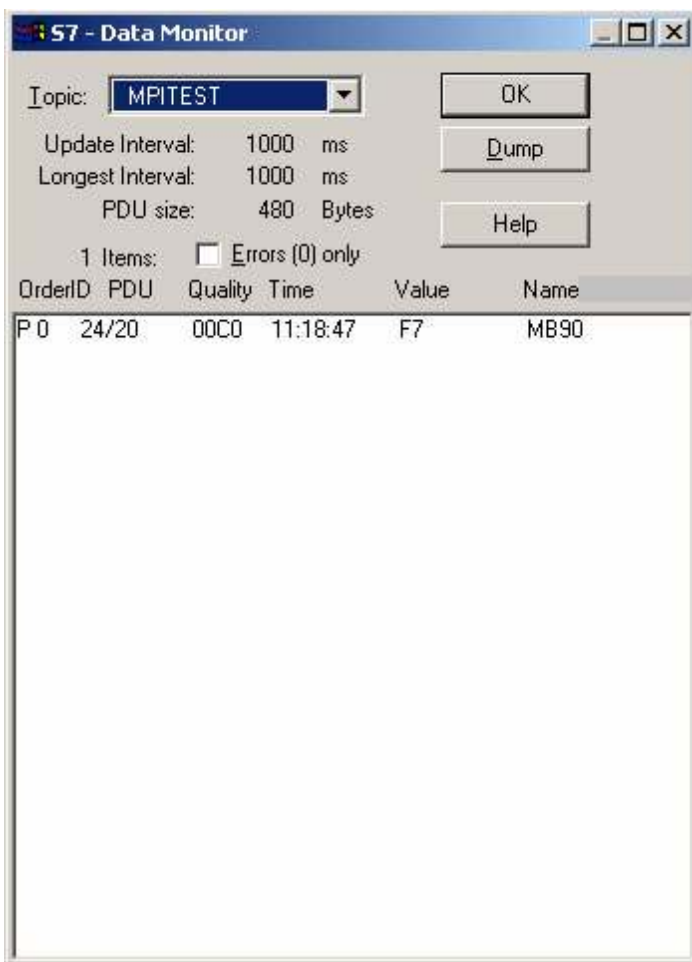 S7 - Data Monitor
Topic: MPITEST OK
Update Interval: 1000 ms
Dump
Longest Interval: 1000 ms
PDU size: 480 Bytes
Help
1 Items: Errors (0) only
OrderID PDU Quality Time Value Name
P 0 24/20 00C0 11:18:47 F7 MB90